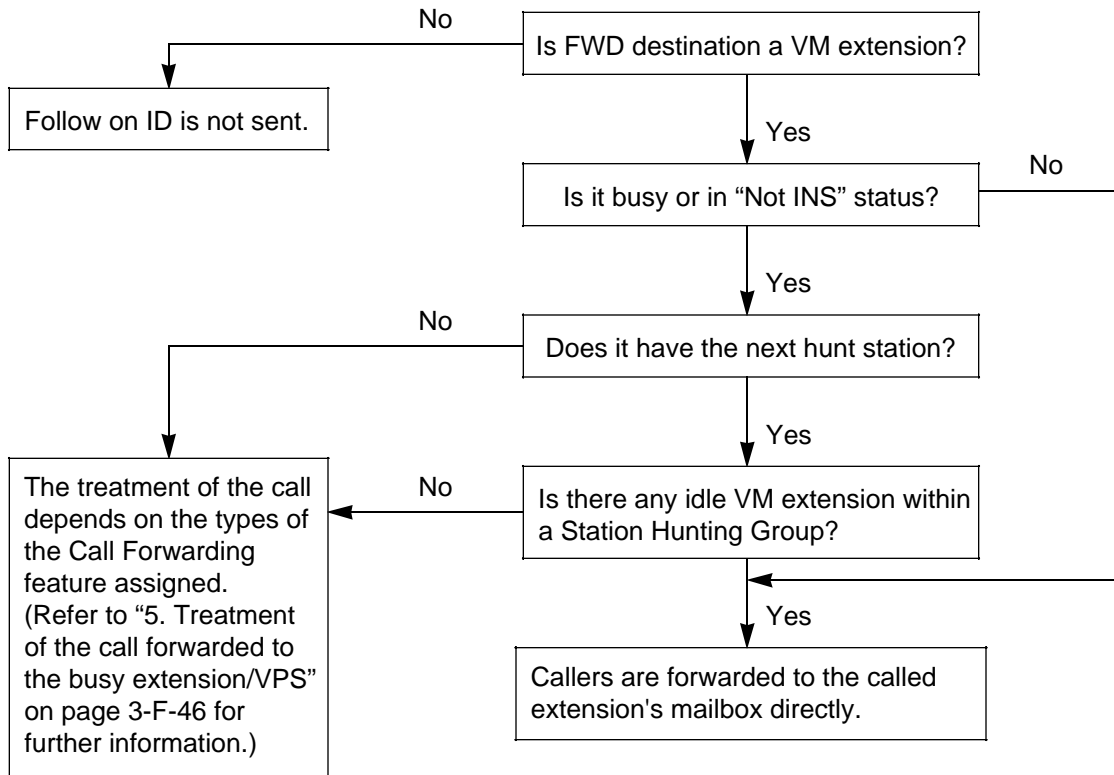 No
Is FWD destination a VM extension?
Follow on ID is not sent.
Yes
No
Is it busy or in “Not INS” status?
Yes
No
Does it have the next hunt station?
Yes
The treatment of the call
depends on the types of
the Call Forwarding
feature assigned.
(Refer to “5. Treatment
of the call forwarded to
the busy extension/VPS”
on page 3-F-46 for
further information.)
No
Is there any idle VM extension within
a Station Hunting Group?
Yes
Callers are forwarded to the called
extension's mailbox directly.